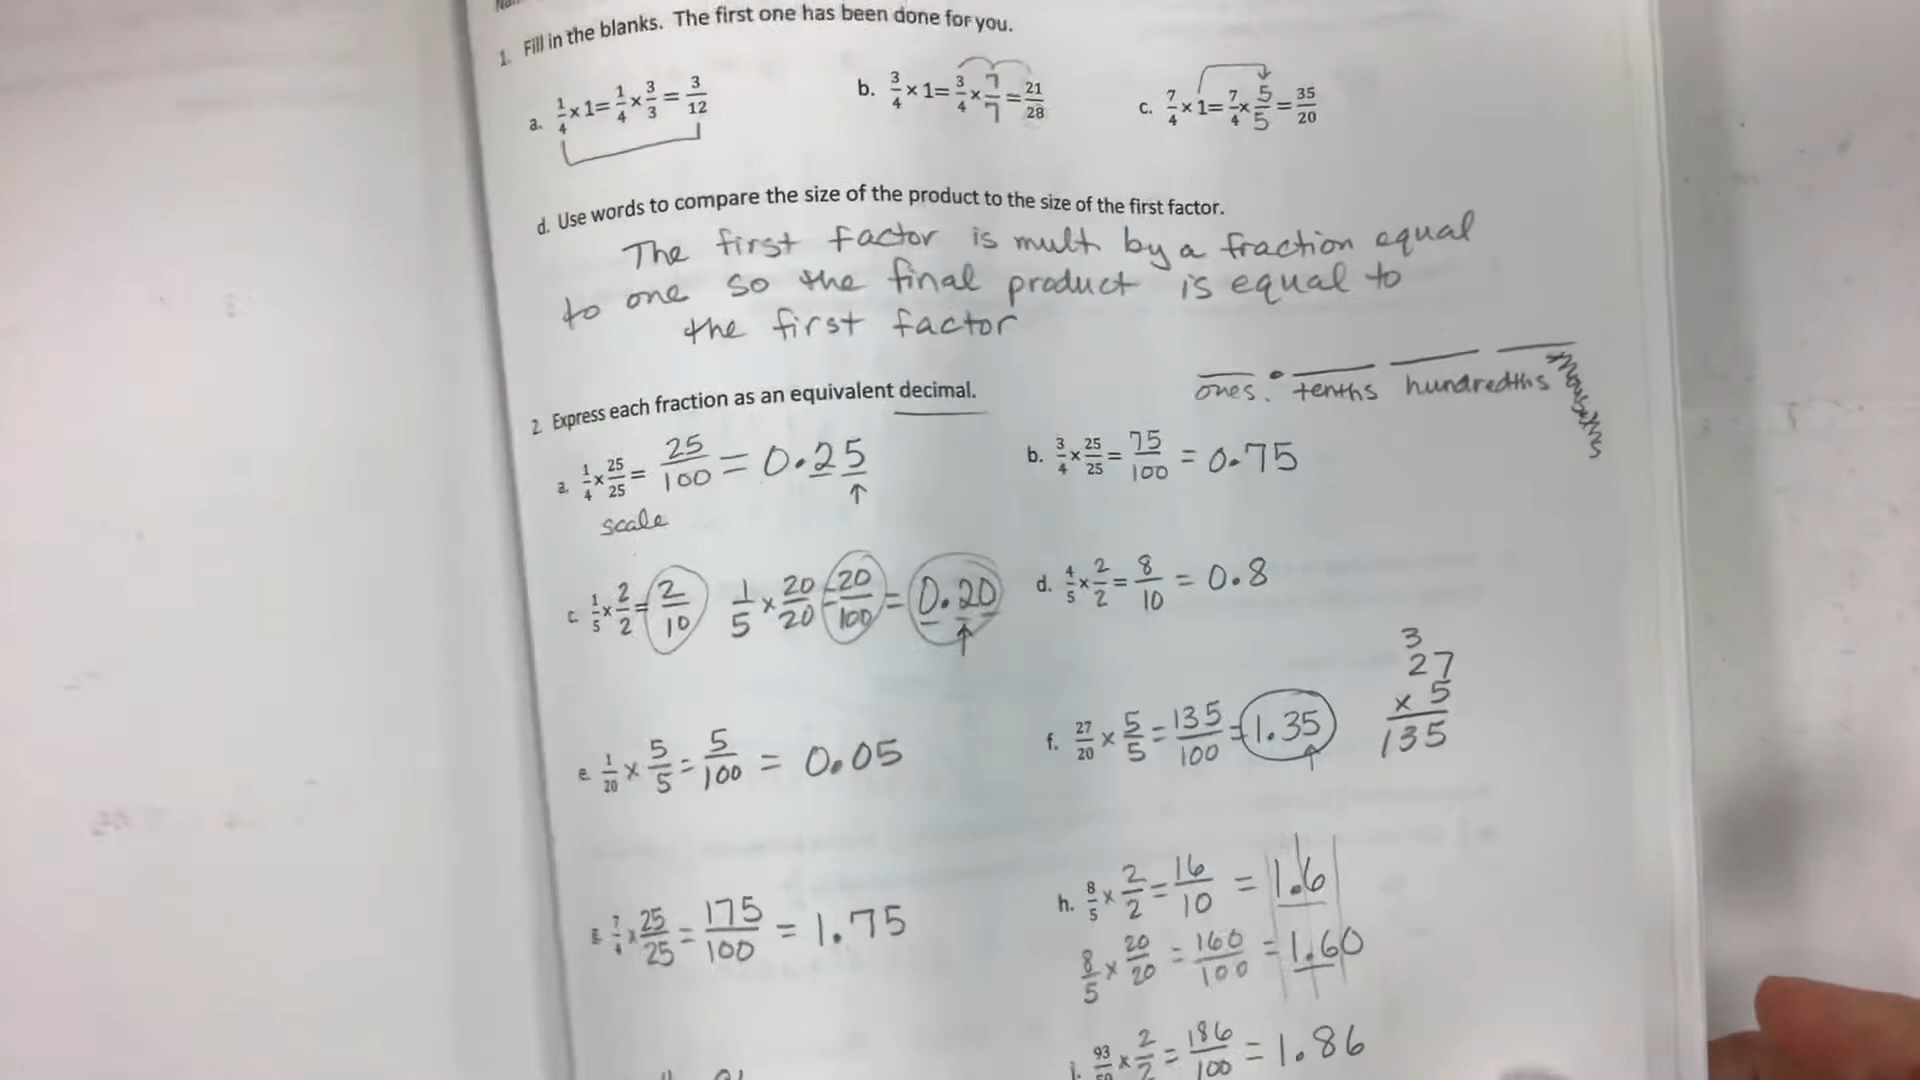 1. Fill in the blanks. The first one has been done for you.
a. 1/4 x 1 = 1/4 x 3/3 = 3/12
b. 3/4 x 1 = 3/4 x 7/7 = 21/28
c. 7/4 x 1 = 7/4 x 5/5 = 35/20
d. Use words to compare the size of the product to the size of the first factor.
The first factor is mult. by a fraction equal
to one so the final product is equal to
the first factor
ones . tenths hundredths thousandths
2. Express each fraction as an equivalent decimal.
a. 1/4 x 25/25 = 25/100 = 0.25
scale
b. 3/4 x 25/25 = 75/100 = 0.75
c. 1/5 x 2/2 = 2/10 1/5 x 20/20 = 20/100 = 0.20
d. 4/5 x 2/2 = 8/10 = 0.8
e. 1/20 x 5/5 = 5/100 = 0.05
f. 27/20 x 5/5 = 135/100 = 1.35
3
27
x 5
135
g. 7/4 x 25/25 = 175/100 = 1.75
h. 8/5 x 2/2 = 16/10 = 1.6
8/5 x 20/20 = 160/100 = 1.60
i. 93/50 x 2/2 = 186/100 = 1.86